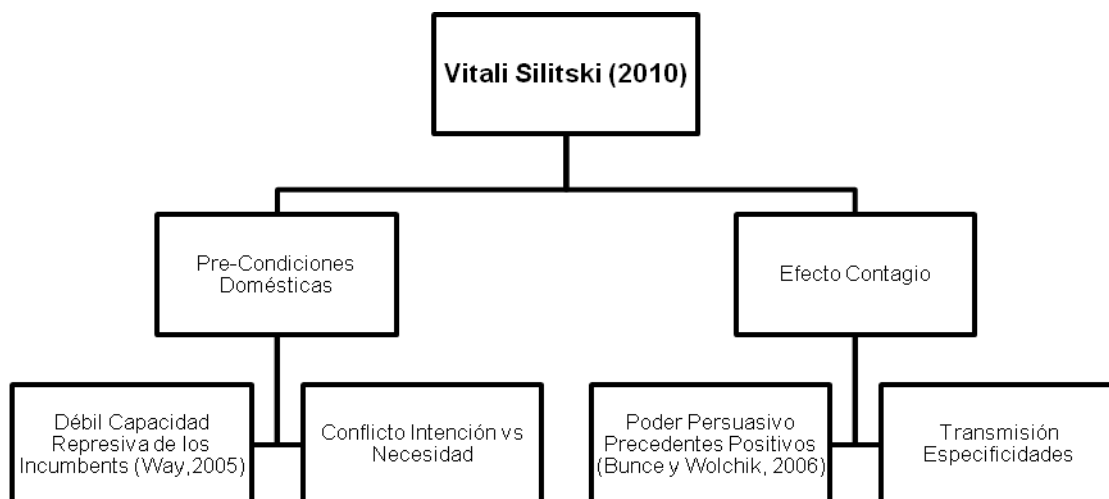 Vitali Silitski (2010)
Pre-Condiciones
Domésticas
Efecto Contagio
Débil Capacidad
Represiva de los
Incumbents (Way,2005)
Conflicto Intención vs
Necesidad
Poder Persuasivo
Precedentes Positivos
(Bunce y Wolchik, 2006)
Transmisión
Especificidades